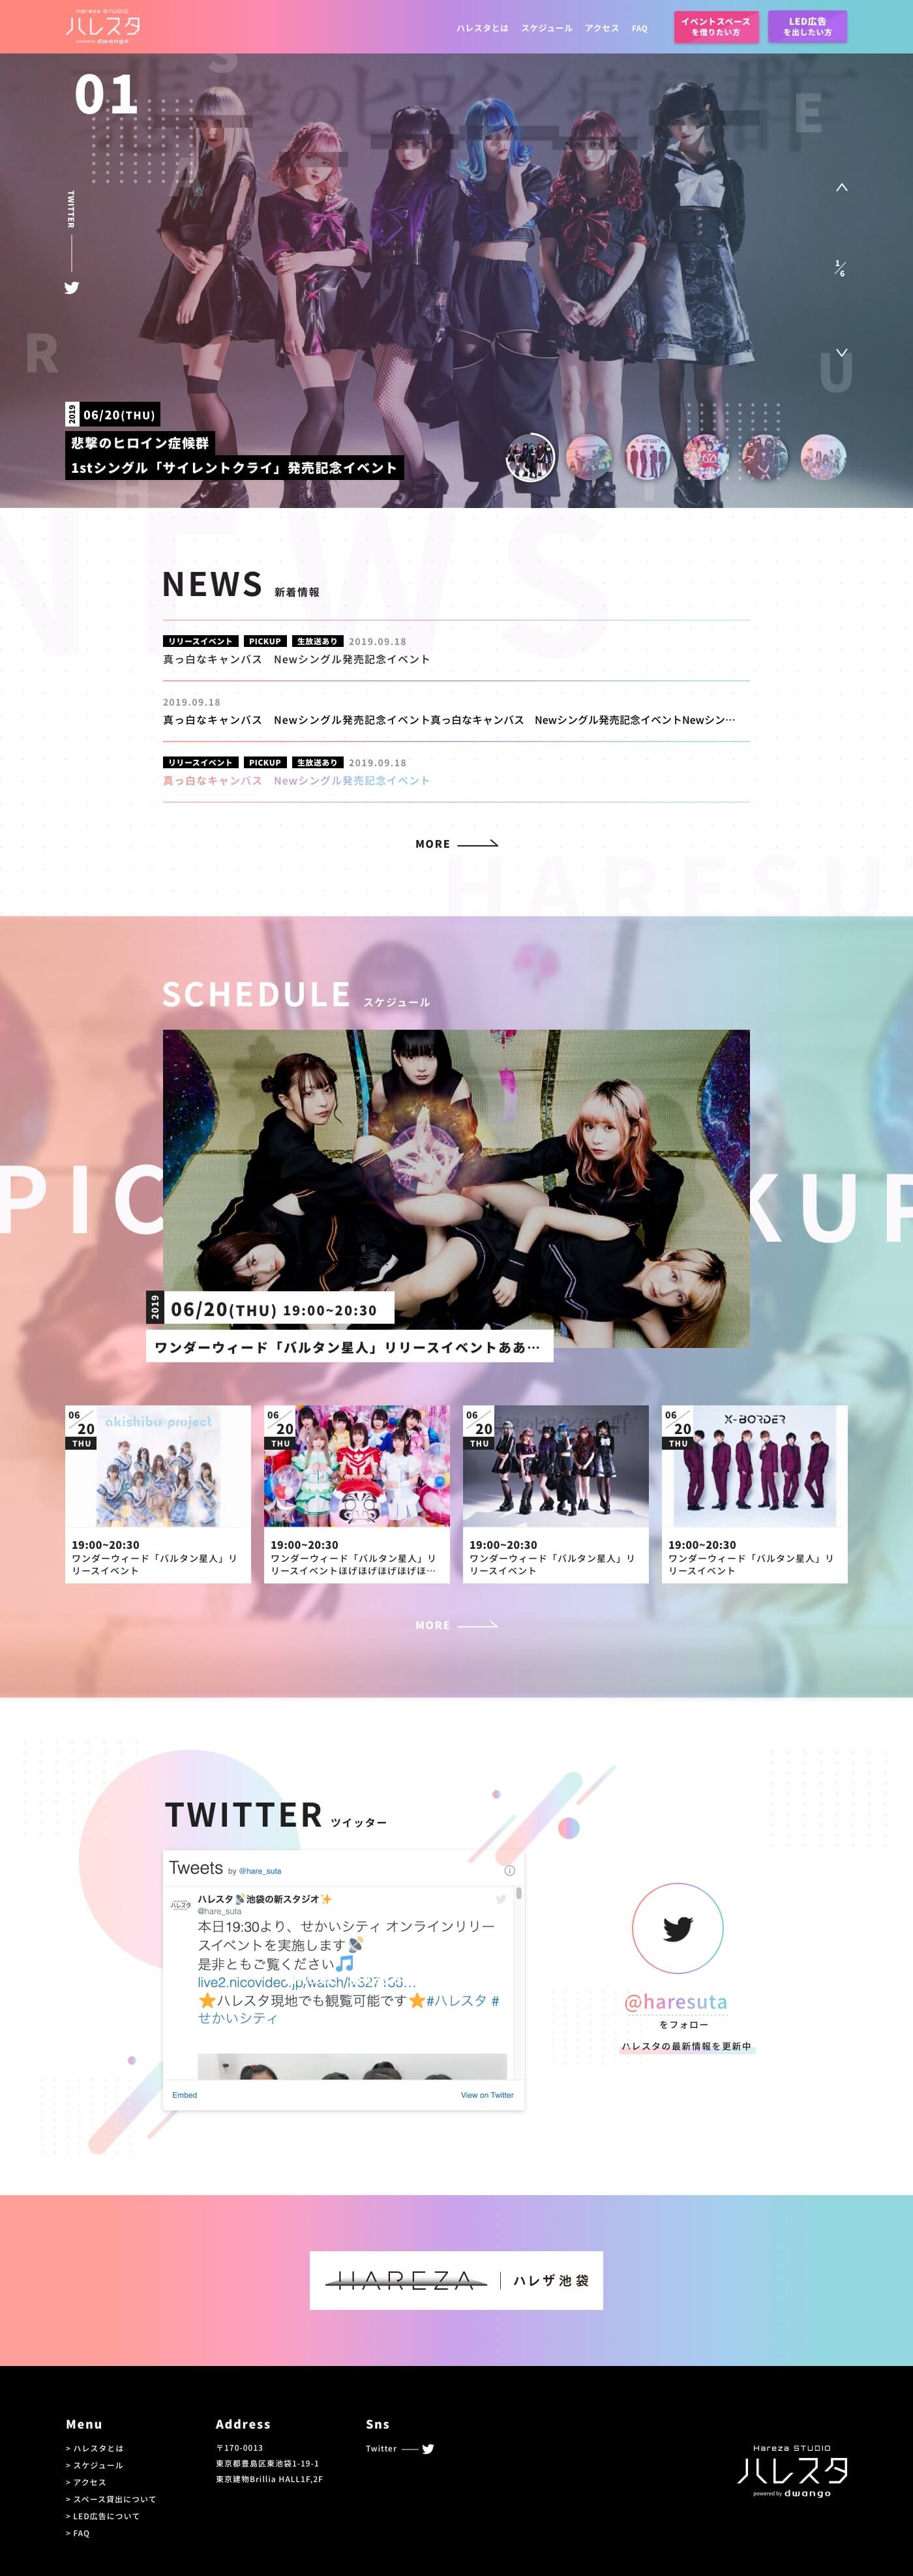 Hareza STUDIO
ハレスタ
powered by dwango
ハレスタとは スケジュール アクセス FAQ
イベントスペース
を借りたい方
LED広告
を出したい方
01
S
E
TWITTER
1/6
R
U
2019 06/20(THU)
悲撃のヒロイン症候群
1stシングル「サイレントクライ」発売記念イベント
X-BORDER
H
NEWS
NEWS 新着情報
リリースイベント PICKUP 生放送あり 2019.09.18
真っ白なキャンバス Newシングル発売記念イベント
2019.09.18
真っ白なキャンバス Newシングル発売記念イベント真っ白なキャンバス Newシングル発売記念イベントNewシン…
リリースイベント PICKUP 生放送あり 2019.09.18
真っ白なキャンバス Newシングル発売記念イベント
MORE
HARESUT
SCHEDULE スケジュール
PIC KUP
2019 06/20(THU) 19:00~20:30
ワンダーウィード「バルタン星人」リリースイベントああ…
06/20 THU
akishibu project
19:00~20:30
ワンダーウィード「バルタン星人」リ
リースイベント
06/20 THU
19:00~20:30
ワンダーウィード「バルタン星人」リ
リースイベントほげほげほげほげほ…
06/20 THU
19:00~20:30
ワンダーウィード「バルタン星人」リ
リースイベント
06/20 THU
X-BORDER
19:00~20:30
ワンダーウィード「バルタン星人」リ
リースイベント
MORE
TWITTER ツイッター
Tweets by @hare_suta
ハレスタ
ハレスタ📡池袋の新スタジオ✨
@hare_suta
本日19:30より、せかいシティ オンラインリリー
スイベントを実施します📡
是非ともご覧ください🎵
⭐ハレスタ現地でも観覧可能です⭐#ハレスタ #
せかいシティ
Embed View on Twitter
@haresuta
をフォロー
ハレスタの最新情報を更新中
HAREZA ハレザ池袋
Menu
> ハレスタとは
> スケジュール
> アクセス
> スペース貸出について
> LED広告について
> FAQ
Address
〒170-0013
東京都豊島区東池袋1-19-1
東京建物Brillia HALL1F,2F
Sns
Twitter
Hareza STUDIO
ハレスタ
powered by dwango